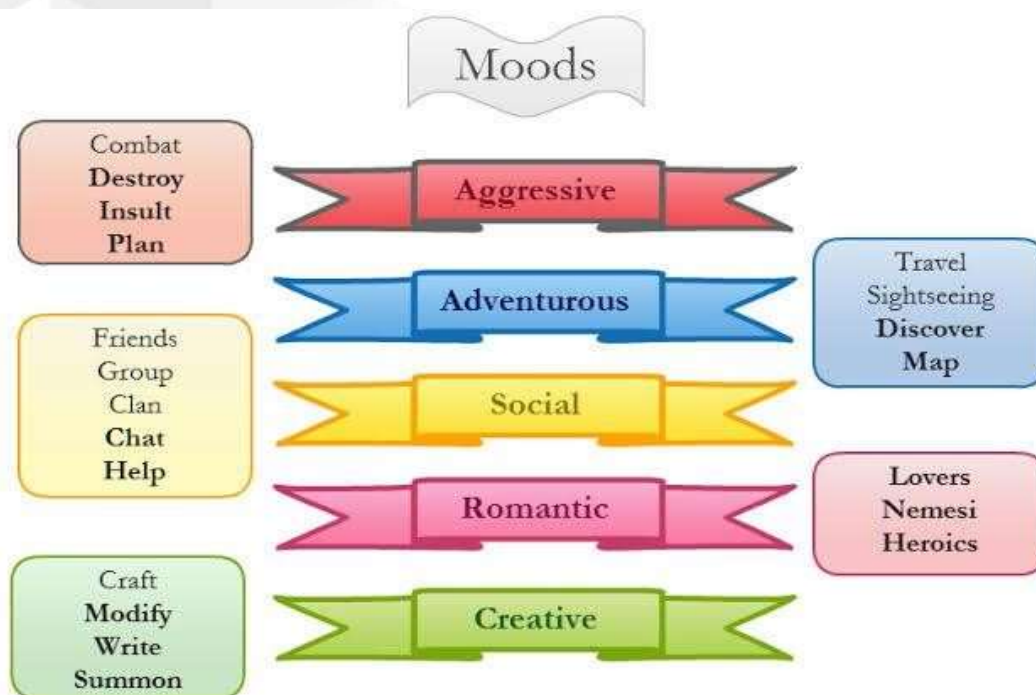 Moods
Combat
Destroy
Insult
Plan
Aggressive
Adventurous
Travel
Sightseeing
Discover
Map
Friends
Group
Clan
Chat
Help
Social
Romantic
Lovers
Nemesi
Heroics
Craft
Modify
Write
Summon
Creative